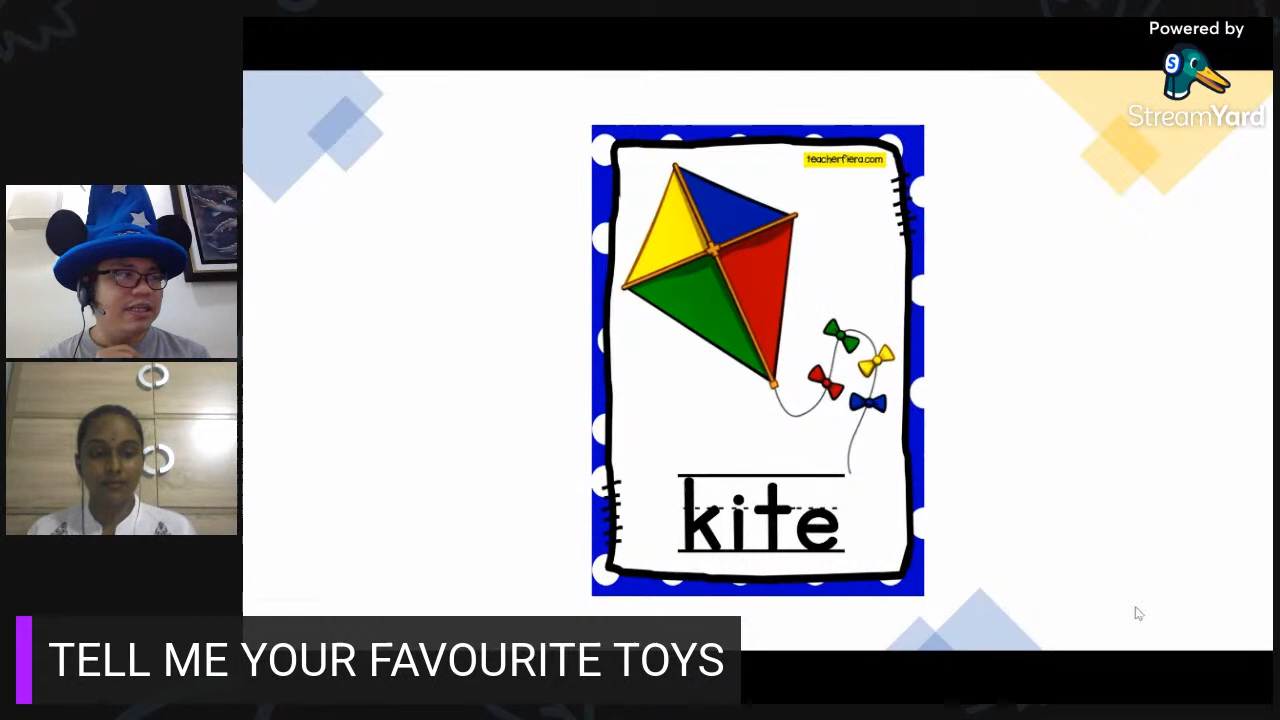 Powered by
S
StreamYard
teacherfiera.com
kite
TELL ME YOUR FAVOURITE TOYS